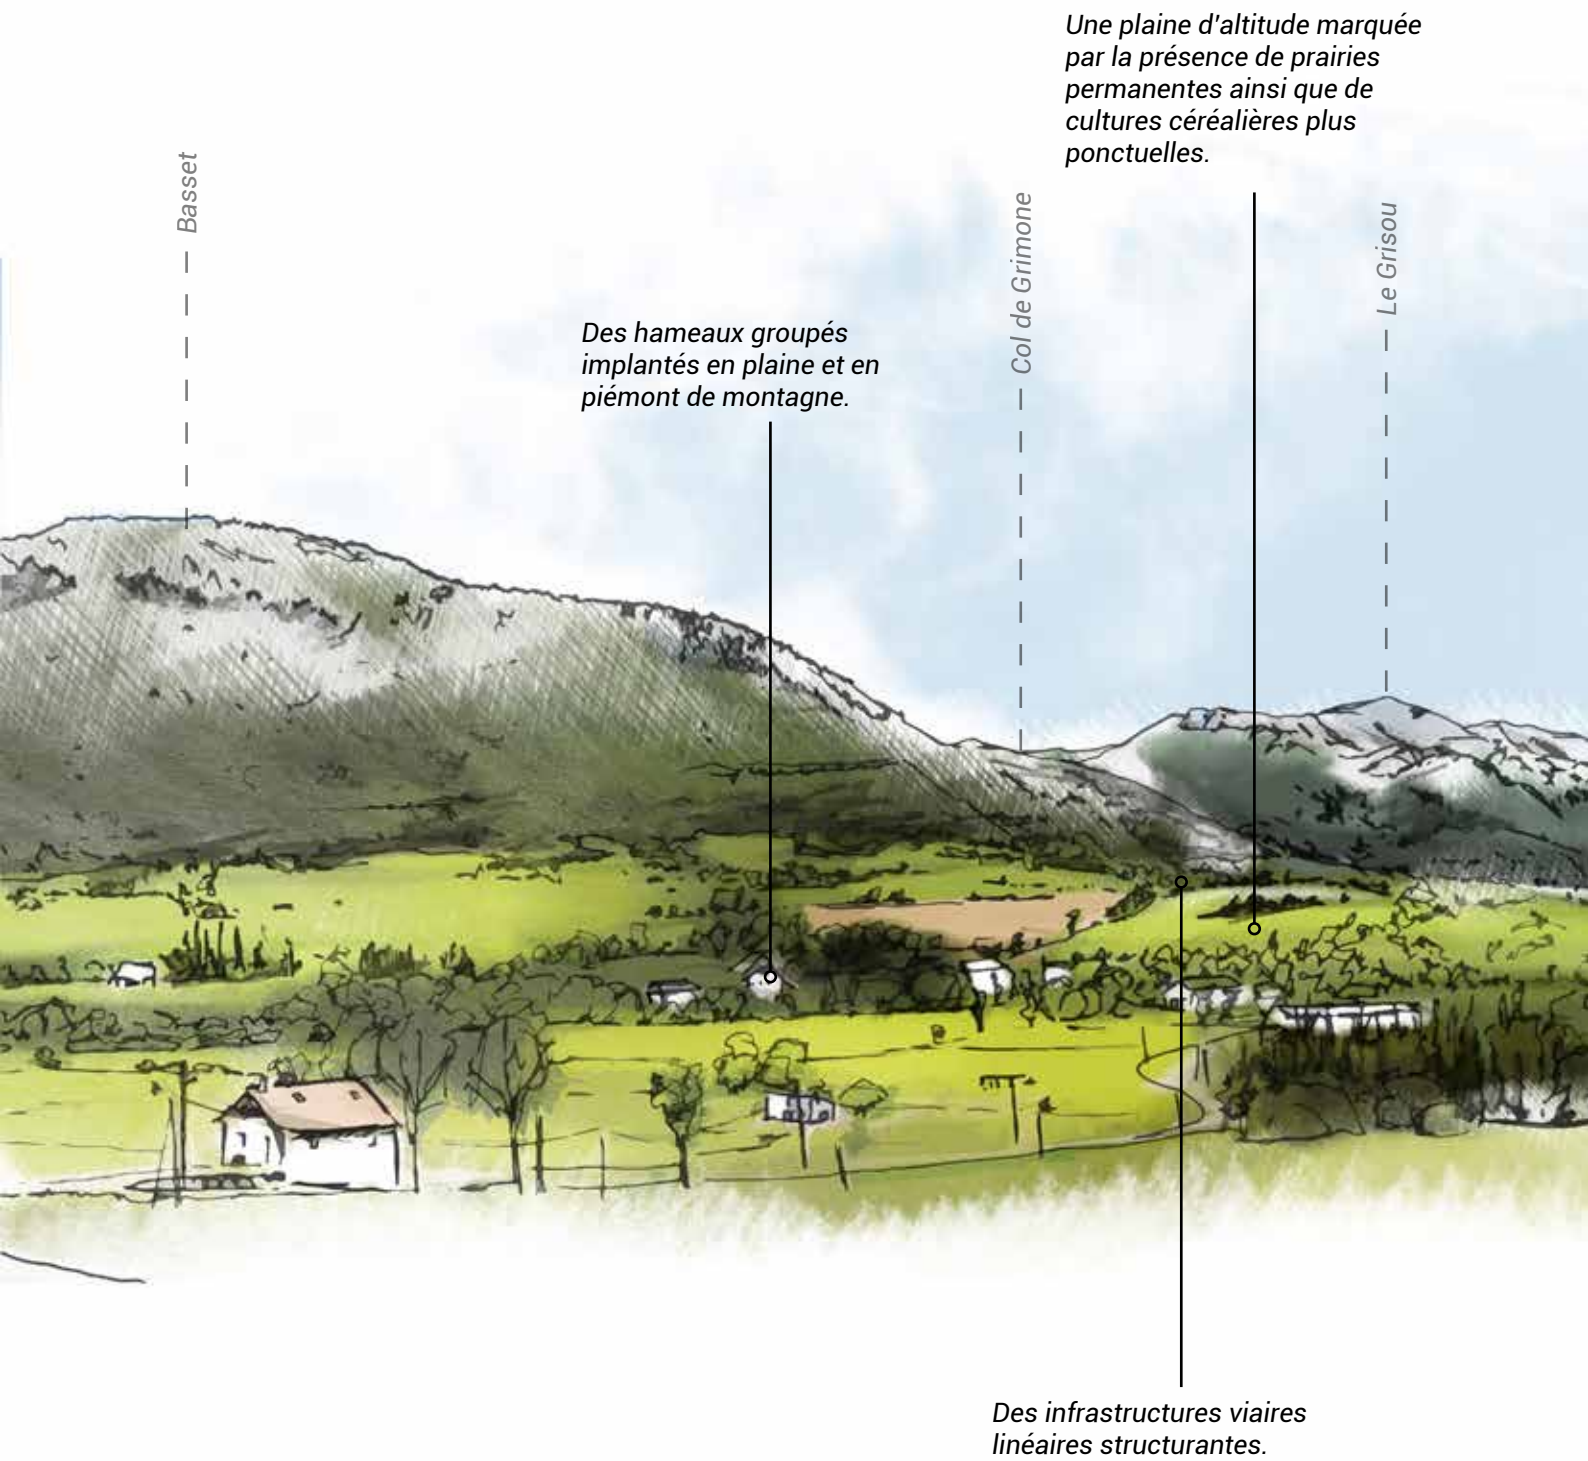 Une plaine d'altitude marquée
par la présence de prairies
permanentes ainsi que de
cultures céréalières plus
ponctuelles.
Basset
Col de Grimone
Le Grisou
Des hameaux groupés
implantés en plaine et en
piémont de montagne.
Des infrastructures viaires
linéaires structurantes.